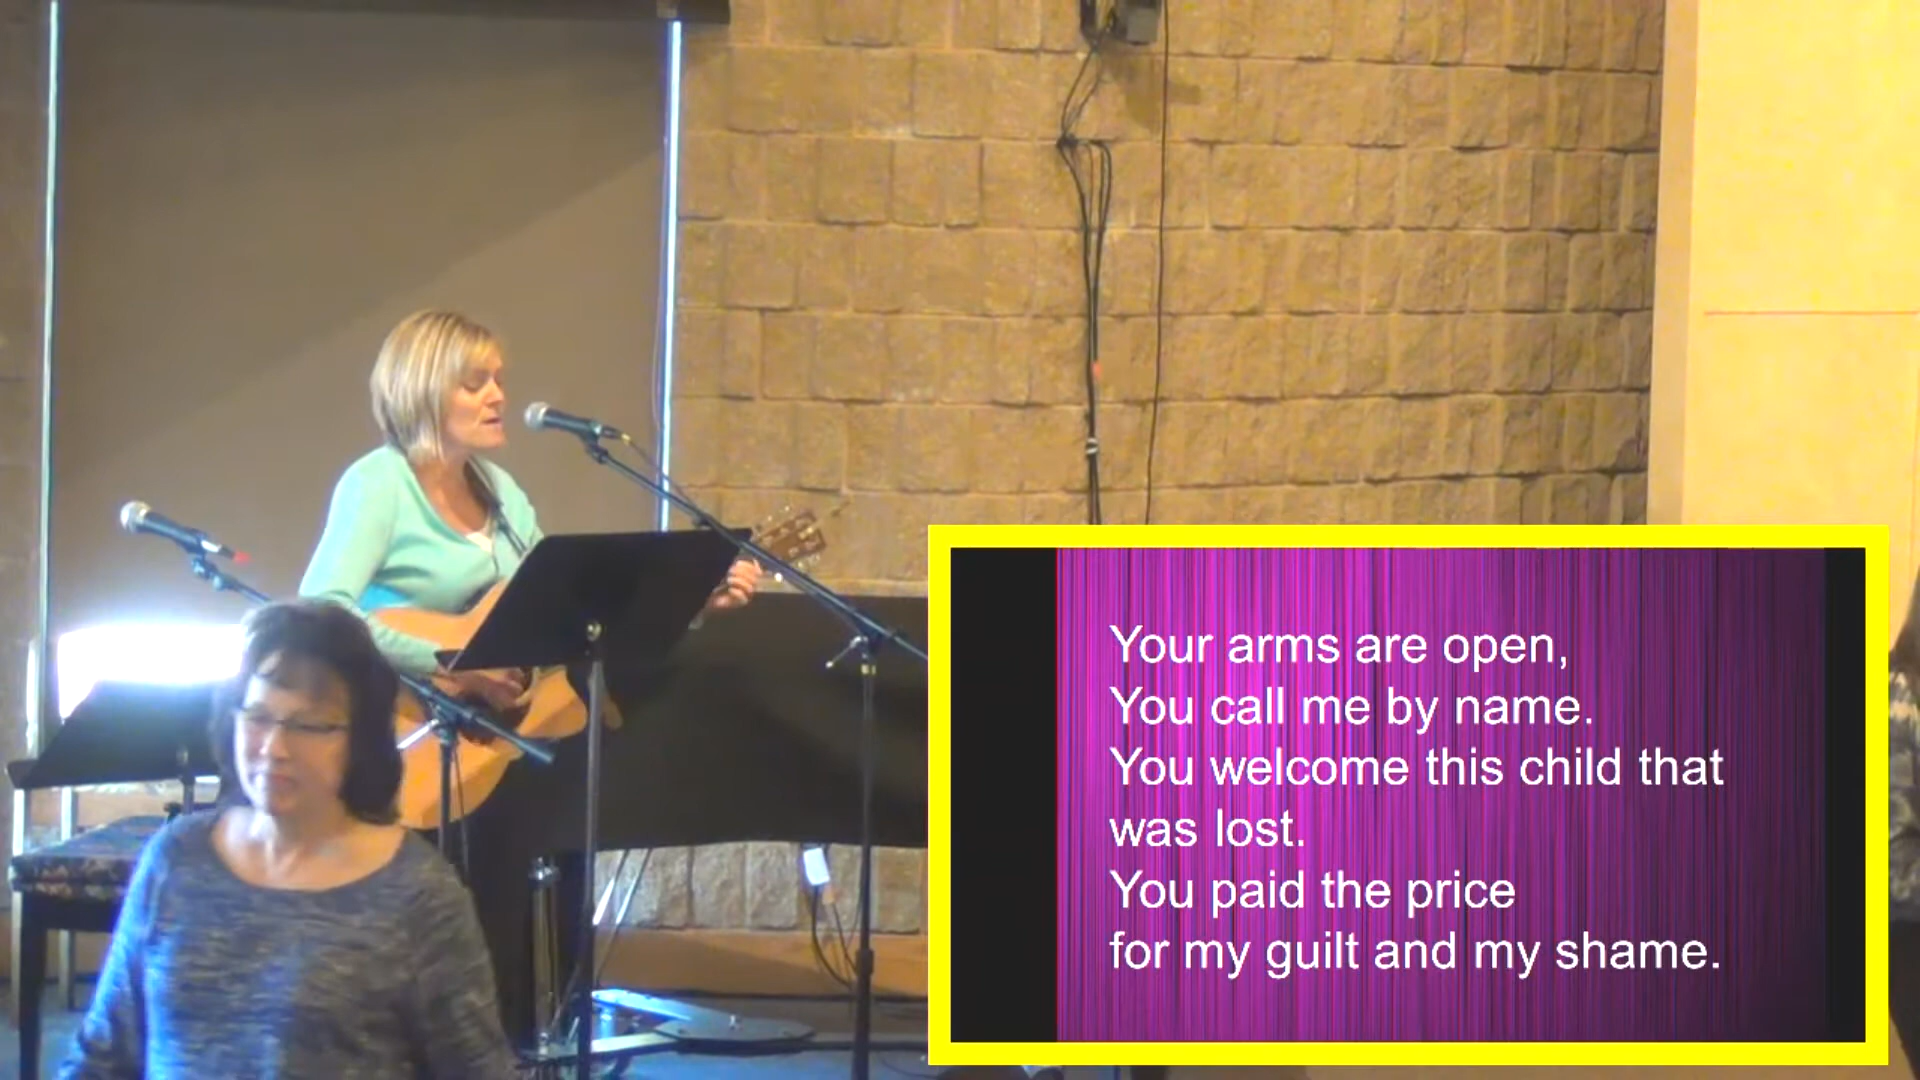 Your arms are open,
You call me by name.
You welcome this child that
was lost.
You paid the price
for my guilt and my shame.